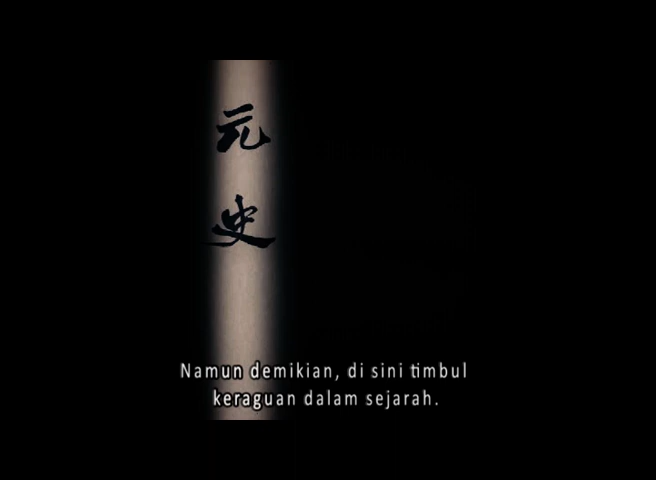 元史
Namun demikian, di sini timbul
keraguan dalam sejarah.